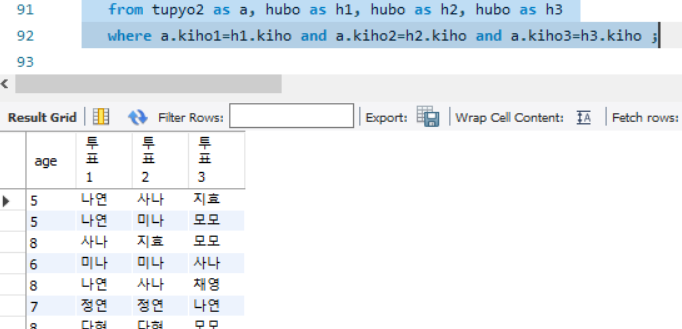 91 from tupyo2 as a, hubo as h1, hubo as h2, hubo as h3
92 where a.kiho1=h1.kiho and a.kiho2=h2.kiho and a.kiho3=h3.kiho ;
93
Result Grid Filter Rows: Export: Wrap Cell Content: Fetch rows:
age 투표1 투표2 투표3
5 나연 사나 지효
5 나연 미나 모모
8 사나 지효 모모
6 미나 미나 사나
8 나연 사나 채영
7 정연 정연 나연
8 다현 다현 모모